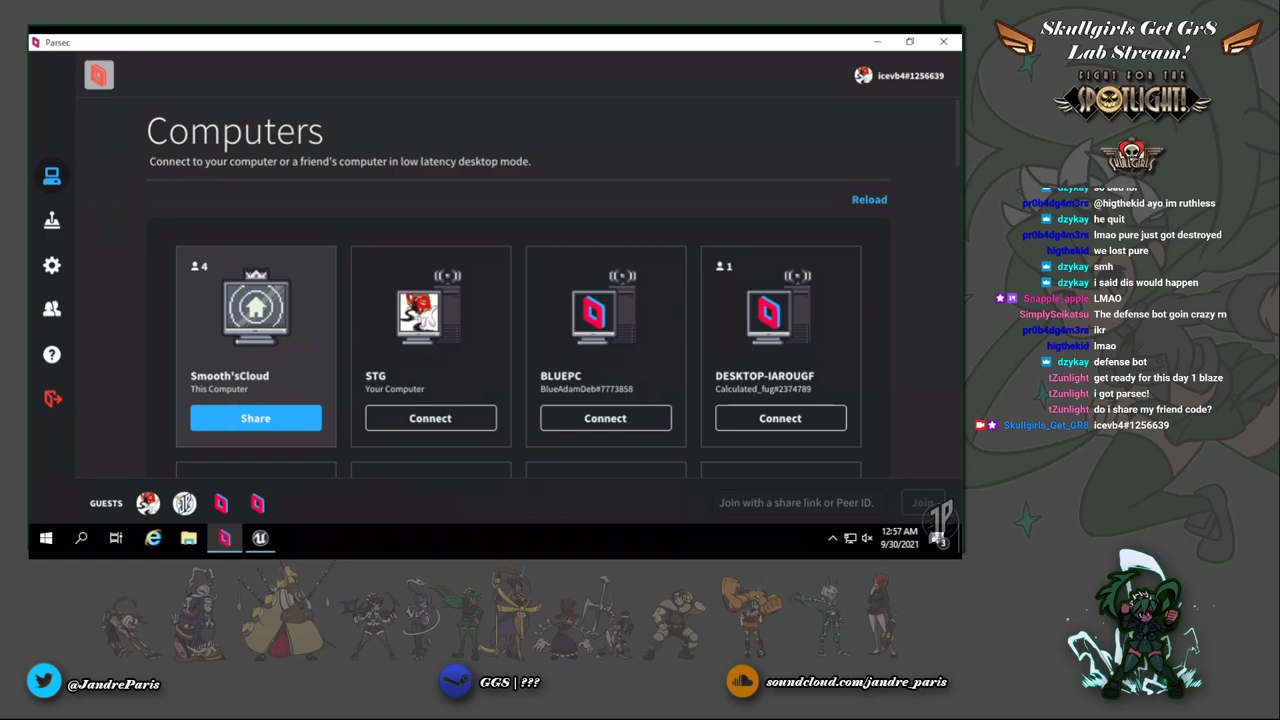 Parsec
icevb4#1256639
Computers
Connect to your computer or a friend's computer in low latency desktop mode.
Reload
4
Smooth'sCloud
This Computer
Share
STG
Your Computer
Connect
BLUEPC
BlueAdamDeb#7773858
Connect
1
DESKTOP-IAROUGF
Calculated_fug#2374789
Connect
GUESTS
Join with a share link or Peer ID.
Join
12:57 AM
9/30/2021
3
Skullgirls Get Gr8
Lab Stream!
FIGHT FOR THE
SPOTLIGHT!
SKULLGIRLS
dzykay so bad lol
pr0b4dg4m3rs @higthekid ayo im ruthless
dzykay he quit
pr0b4dg4m3rs lmao pure just got destroyed
higthekid we lost pure
dzykay smh
dzykay i said dis would happen
Snapple_apple LMAO
SimplySeikatsu The defense bot goin crazy rn
pr0b4dg4m3rs ikr
higthekid lmao
dzykay defense bot
tZunlight get ready for this day 1 blaze
tZunlight i got parsec!
tZunlight do i share my friend code?
Skullgirls_Get_GR8 icevb4#1256639
@JandreParis
GGS | ???
soundcloud.com/jandre_paris